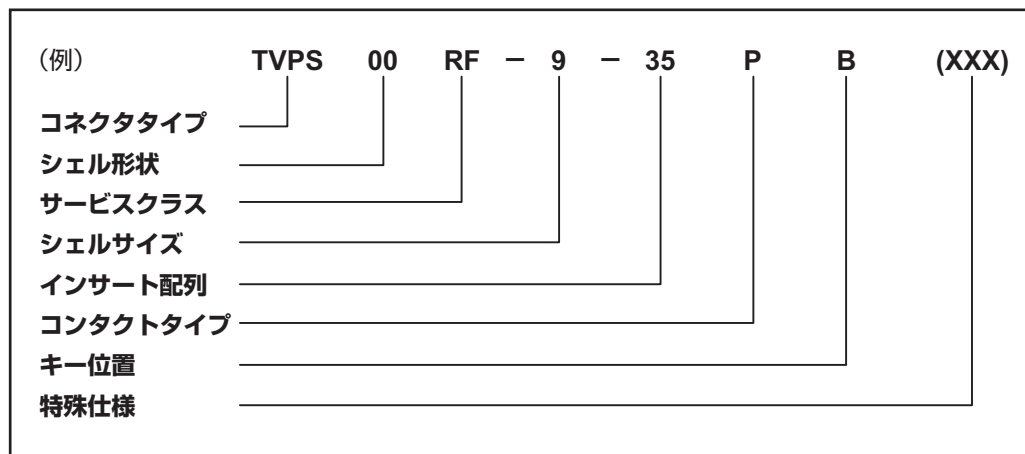 (例) TVPS 00 RF － 9 － 35 P B (XXX)
コネクタタイプ
シェル形状
サービスクラス
シェルサイズ
インサート配列
コンタクトタイプ
キー位置
特殊仕様